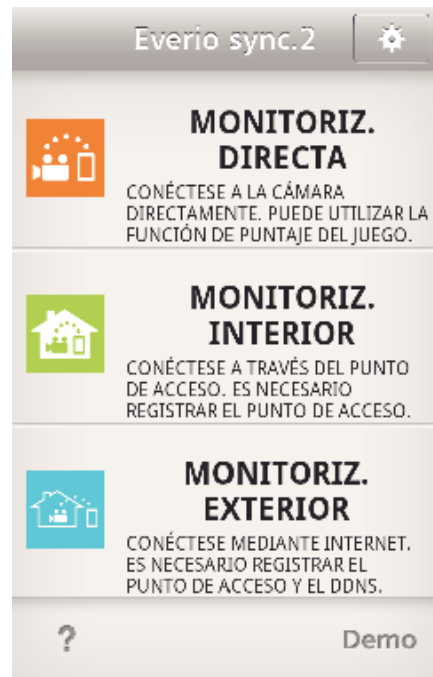 Everio sync.2
MONITORIZ.
DIRECTA
CONÉCTESE A LA CÁMARA
DIRECTAMENTE. PUEDE UTILIZAR LA
FUNCIÓN DE PUNTAJE DEL JUEGO.
MONITORIZ.
INTERIOR
CONÉCTESE A TRAVÉS DEL PUNTO
DE ACCESO. ES NECESARIO
REGISTRAR EL PUNTO DE ACCESO.
MONITORIZ.
EXTERIOR
CONÉCTESE MEDIANTE INTERNET.
ES NECESARIO REGISTRAR EL
PUNTO DE ACCESO Y EL DDNS.
? Demo